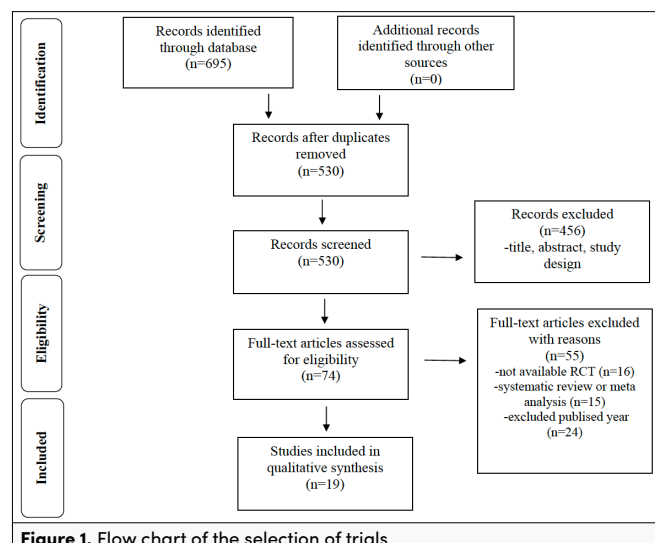 Identification
Records identified
through database
(n=695)
Additional records
identified through other
sources
(n=0)
Records after duplicates
removed
(n=530)
Screening
Records screened
(n=530)
Records excluded
(n=456)
-title, abstract, study
design
Eligibility
Full-text articles assessed
for eligibility
(n=74)
Full-text articles excluded
with reasons
(n=55)
-not available RCT (n=16)
-systematic review or meta
analysis (n=15)
-excluded publised year
(n=24)
Included
Studies included in
qualitative synthesis
(n=19)
Figure 1. Flow chart of the selection of trials